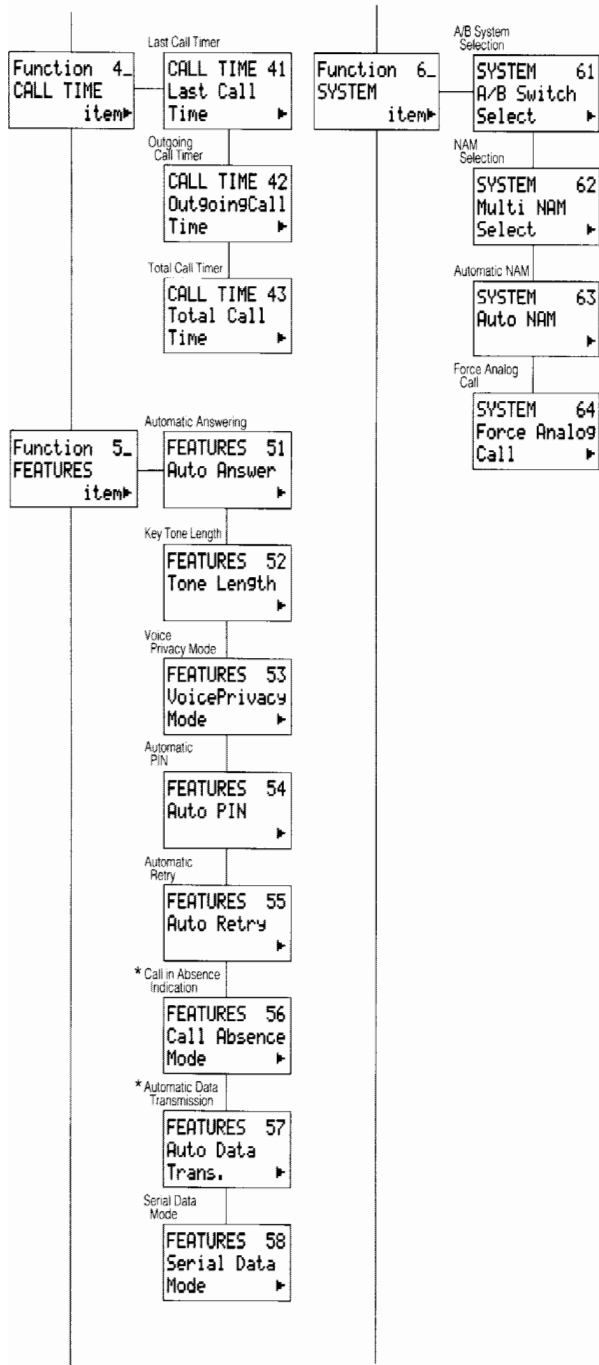 Last Call Timer
Function 4_
CALL TIME
item▶
CALL TIME 41
Last Call
Time ▶
Outgoing
Call Timer
CALL TIME 42
OutgoingCall
Time ▶
Total Call Timer
CALL TIME 43
Total Call
Time ▶
Automatic Answering
Function 5_
FEATURES
item▶
FEATURES 51
Auto Answer
▶
Key Tone Length
FEATURES 52
Tone Length
▶
Voice
Privacy Mode
FEATURES 53
VoicePrivacy
Mode ▶
Automatic
PIN
FEATURES 54
Auto PIN
▶
Automatic
Retry
FEATURES 55
Auto Retry
▶
* Call in Absence
Indication
FEATURES 56
Call Absence
Mode ▶
* Automatic Data
Transmission
FEATURES 57
Auto Data
Trans. ▶
Serial Data
Mode
FEATURES 58
Serial Data
Mode ▶
A/B System
Selection
Function 6_
SYSTEM
item▶
SYSTEM 61
A/B Switch
Select ▶
NAM
Selection
SYSTEM 62
Multi NAM
Select ▶
Automatic NAM
SYSTEM 63
Auto NAM
▶
Force Analog
Call
SYSTEM 64
Force Analog
Call ▶